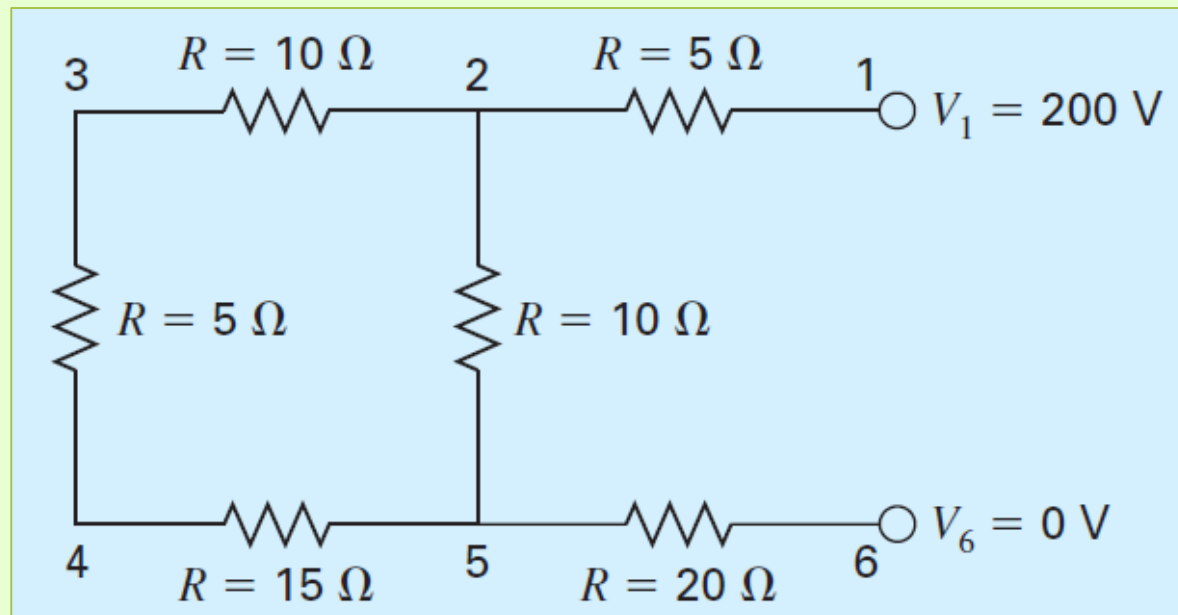 R = 10 Ω
R = 5 Ω
3
2
1
V₁ = 200 V
R = 5 Ω
R = 10 Ω
4
5
6
V₆ = 0 V
R = 15 Ω
R = 20 Ω